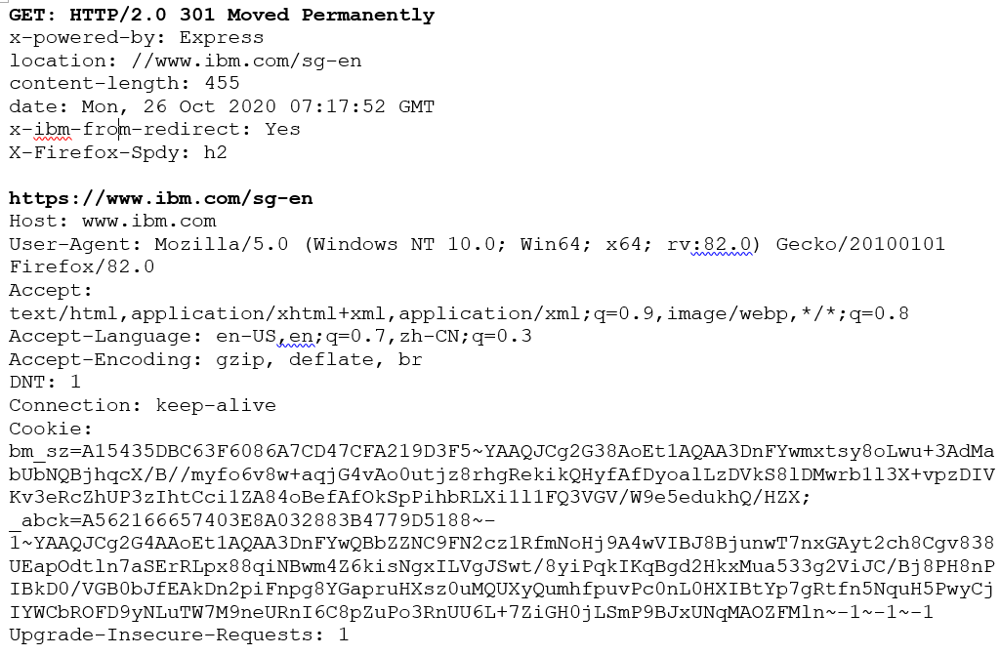 GET: HTTP/2.0 301 Moved Permanently
x-powered-by: Express
location: //www.ibm.com/sg-en
content-length: 455
date: Mon, 26 Oct 2020 07:17:52 GMT
x-ibm-from-redirect: Yes
X-Firefox-Spdy: h2
https://www.ibm.com/sg-en
Host: www.ibm.com
User-Agent: Mozilla/5.0 (Windows NT 10.0; Win64; x64; rv:82.0) Gecko/20100101
Firefox/82.0
Accept:
text/html,application/xhtml+xml,application/xml;q=0.9,image/webp,*/*;q=0.8
Accept-Language: en-US,en;q=0.7,zh-CN;q=0.3
Accept-Encoding: gzip, deflate, br
DNT: 1
Connection: keep-alive
Cookie:
bm_sz=A15435DBC63F6086A7CD47CFA219D3F5~YAAQJCg2G38AoEt1AQAA3DnFYwmxtsy8oLwu+3AdMa
bUbNQBjhqcX/B//myfo6v8w+aqjG4vAo0utjz8rhgRekikQHyfAfDyoalLzDVkS8lDMwrb1l3X+vpzDIV
Kv3eRcZhUP3zIhtCci1ZA84oBefAfOkSpPihbRLXi1l1FQ3VGV/W9e5edukhQ/HZX;
_abck=A562166657403E8A032883B4779D5188~-
1~YAAQJCg2G4AAoEt1AQAA3DnFYwQBbZZNC9FN2cz1RfmNoHj9A4wVIBJ8BjunwT7nxGAyt2ch8Cgv838
UEapOdtln7aSErRLpx88qiNBwm4Z6kisNgxILVgJSwt/8yiPqkIKqBgd2HkxMua533g2ViJC/Bj8PH8nP
IBkD0/VGB0bJfEAkDn2piFnpg8YGapruHXsz0uMQUXyQumhfpuvPc0nL0HXIBtYp7gRtfn5NquH5PwyCj
IYWCbROFD9yNLuTW7M9neURnI6C8pZuPo3RnUU6L+7ZiGH0jLSmP9BJxUNqMAOZFMln~-1~-1~-1
Upgrade-Insecure-Requests: 1